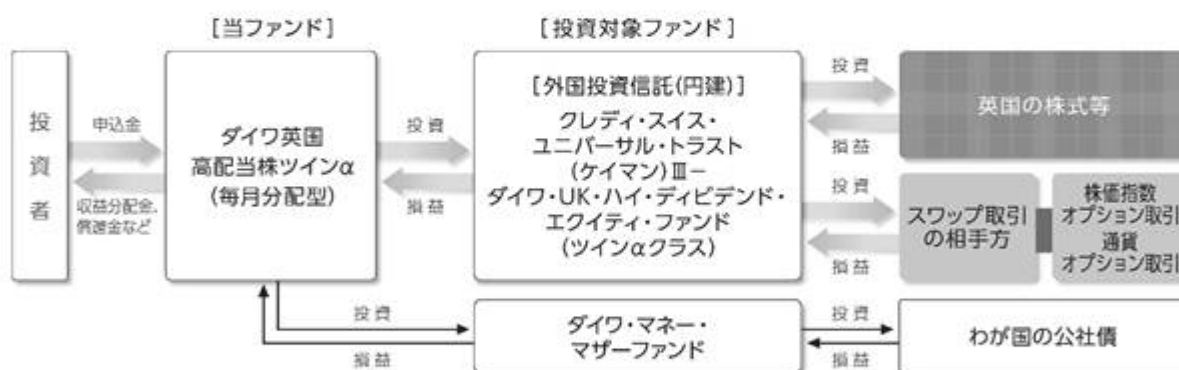 [当ファンド]
[投資対象ファンド]
投資者
申込金
収益分配金、
償還金など
ダイワ英国
高配当株ツインα
(毎月分配型)
投資
損益
[外国投資信託(円建)]
クレディ・スイス・
ユニバーサル・トラスト
(ケイマン)Ⅲ－
ダイワ・UK・ハイ・ディビデンド・
エクイティ・ファンド
(ツインαクラス)
投資
損益
英国の株式等
投資
損益
スワップ取引
の相手方
株価指数
オプション取引
通貨
オプション取引
投資
損益
ダイワ・マネー・
マザーファンド
投資
損益
わが国の公社債